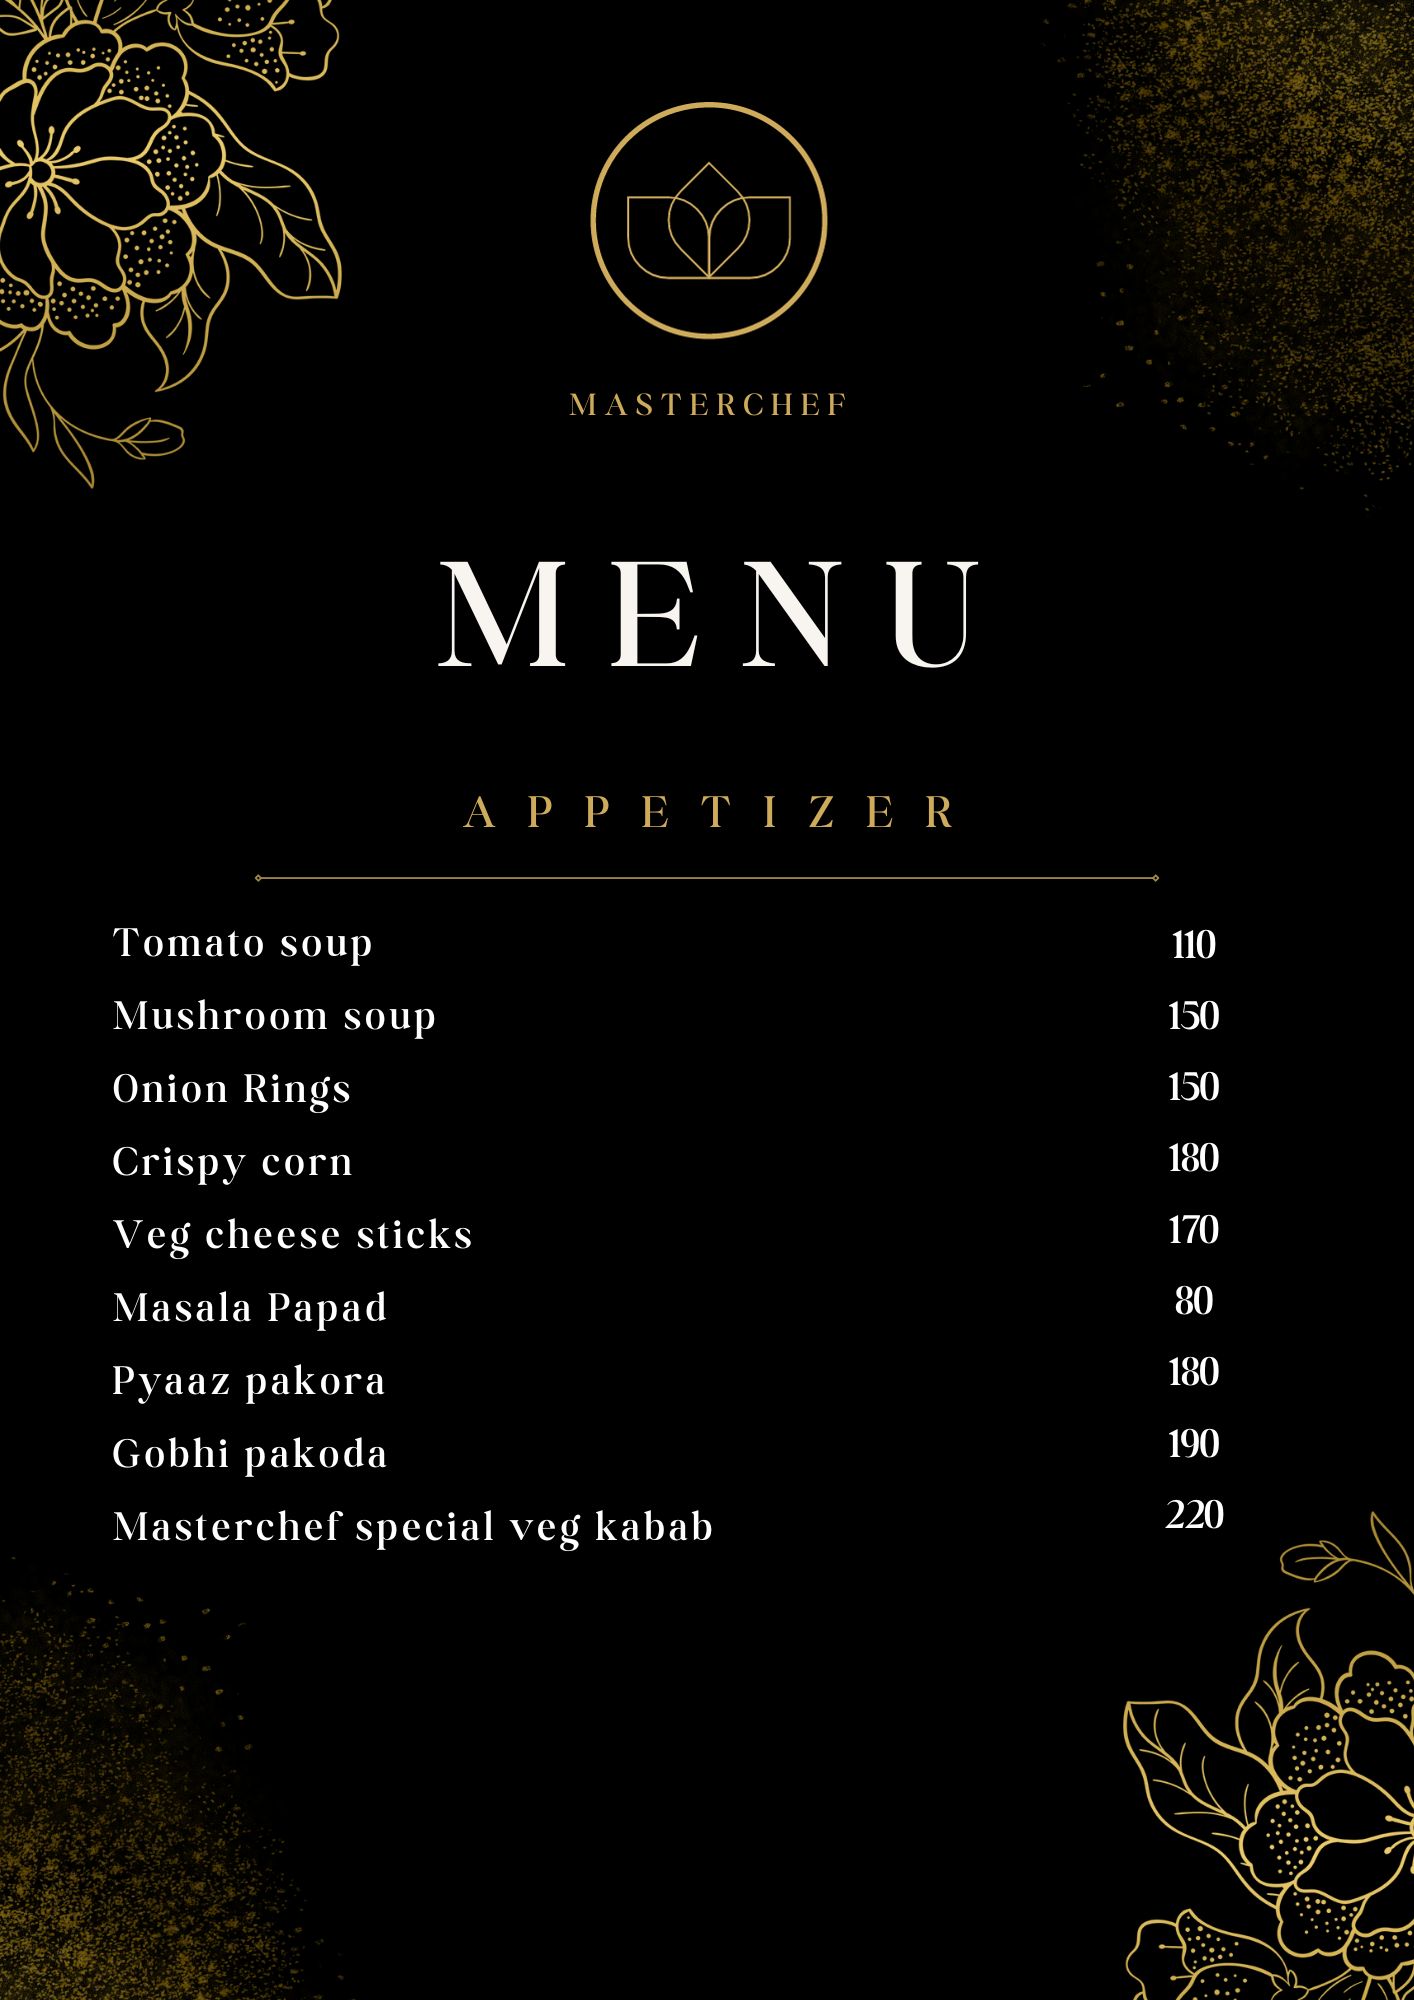 MASTERCHEF
MENU
APPETIZER
Tomato soup 110
Mushroom soup 150
Onion Rings 150
Crispy corn 180
Veg cheese sticks 170
Masala Papad 80
Pyaaz pakora 180
Gobhi pakoda 190
Masterchef special veg kabab 220